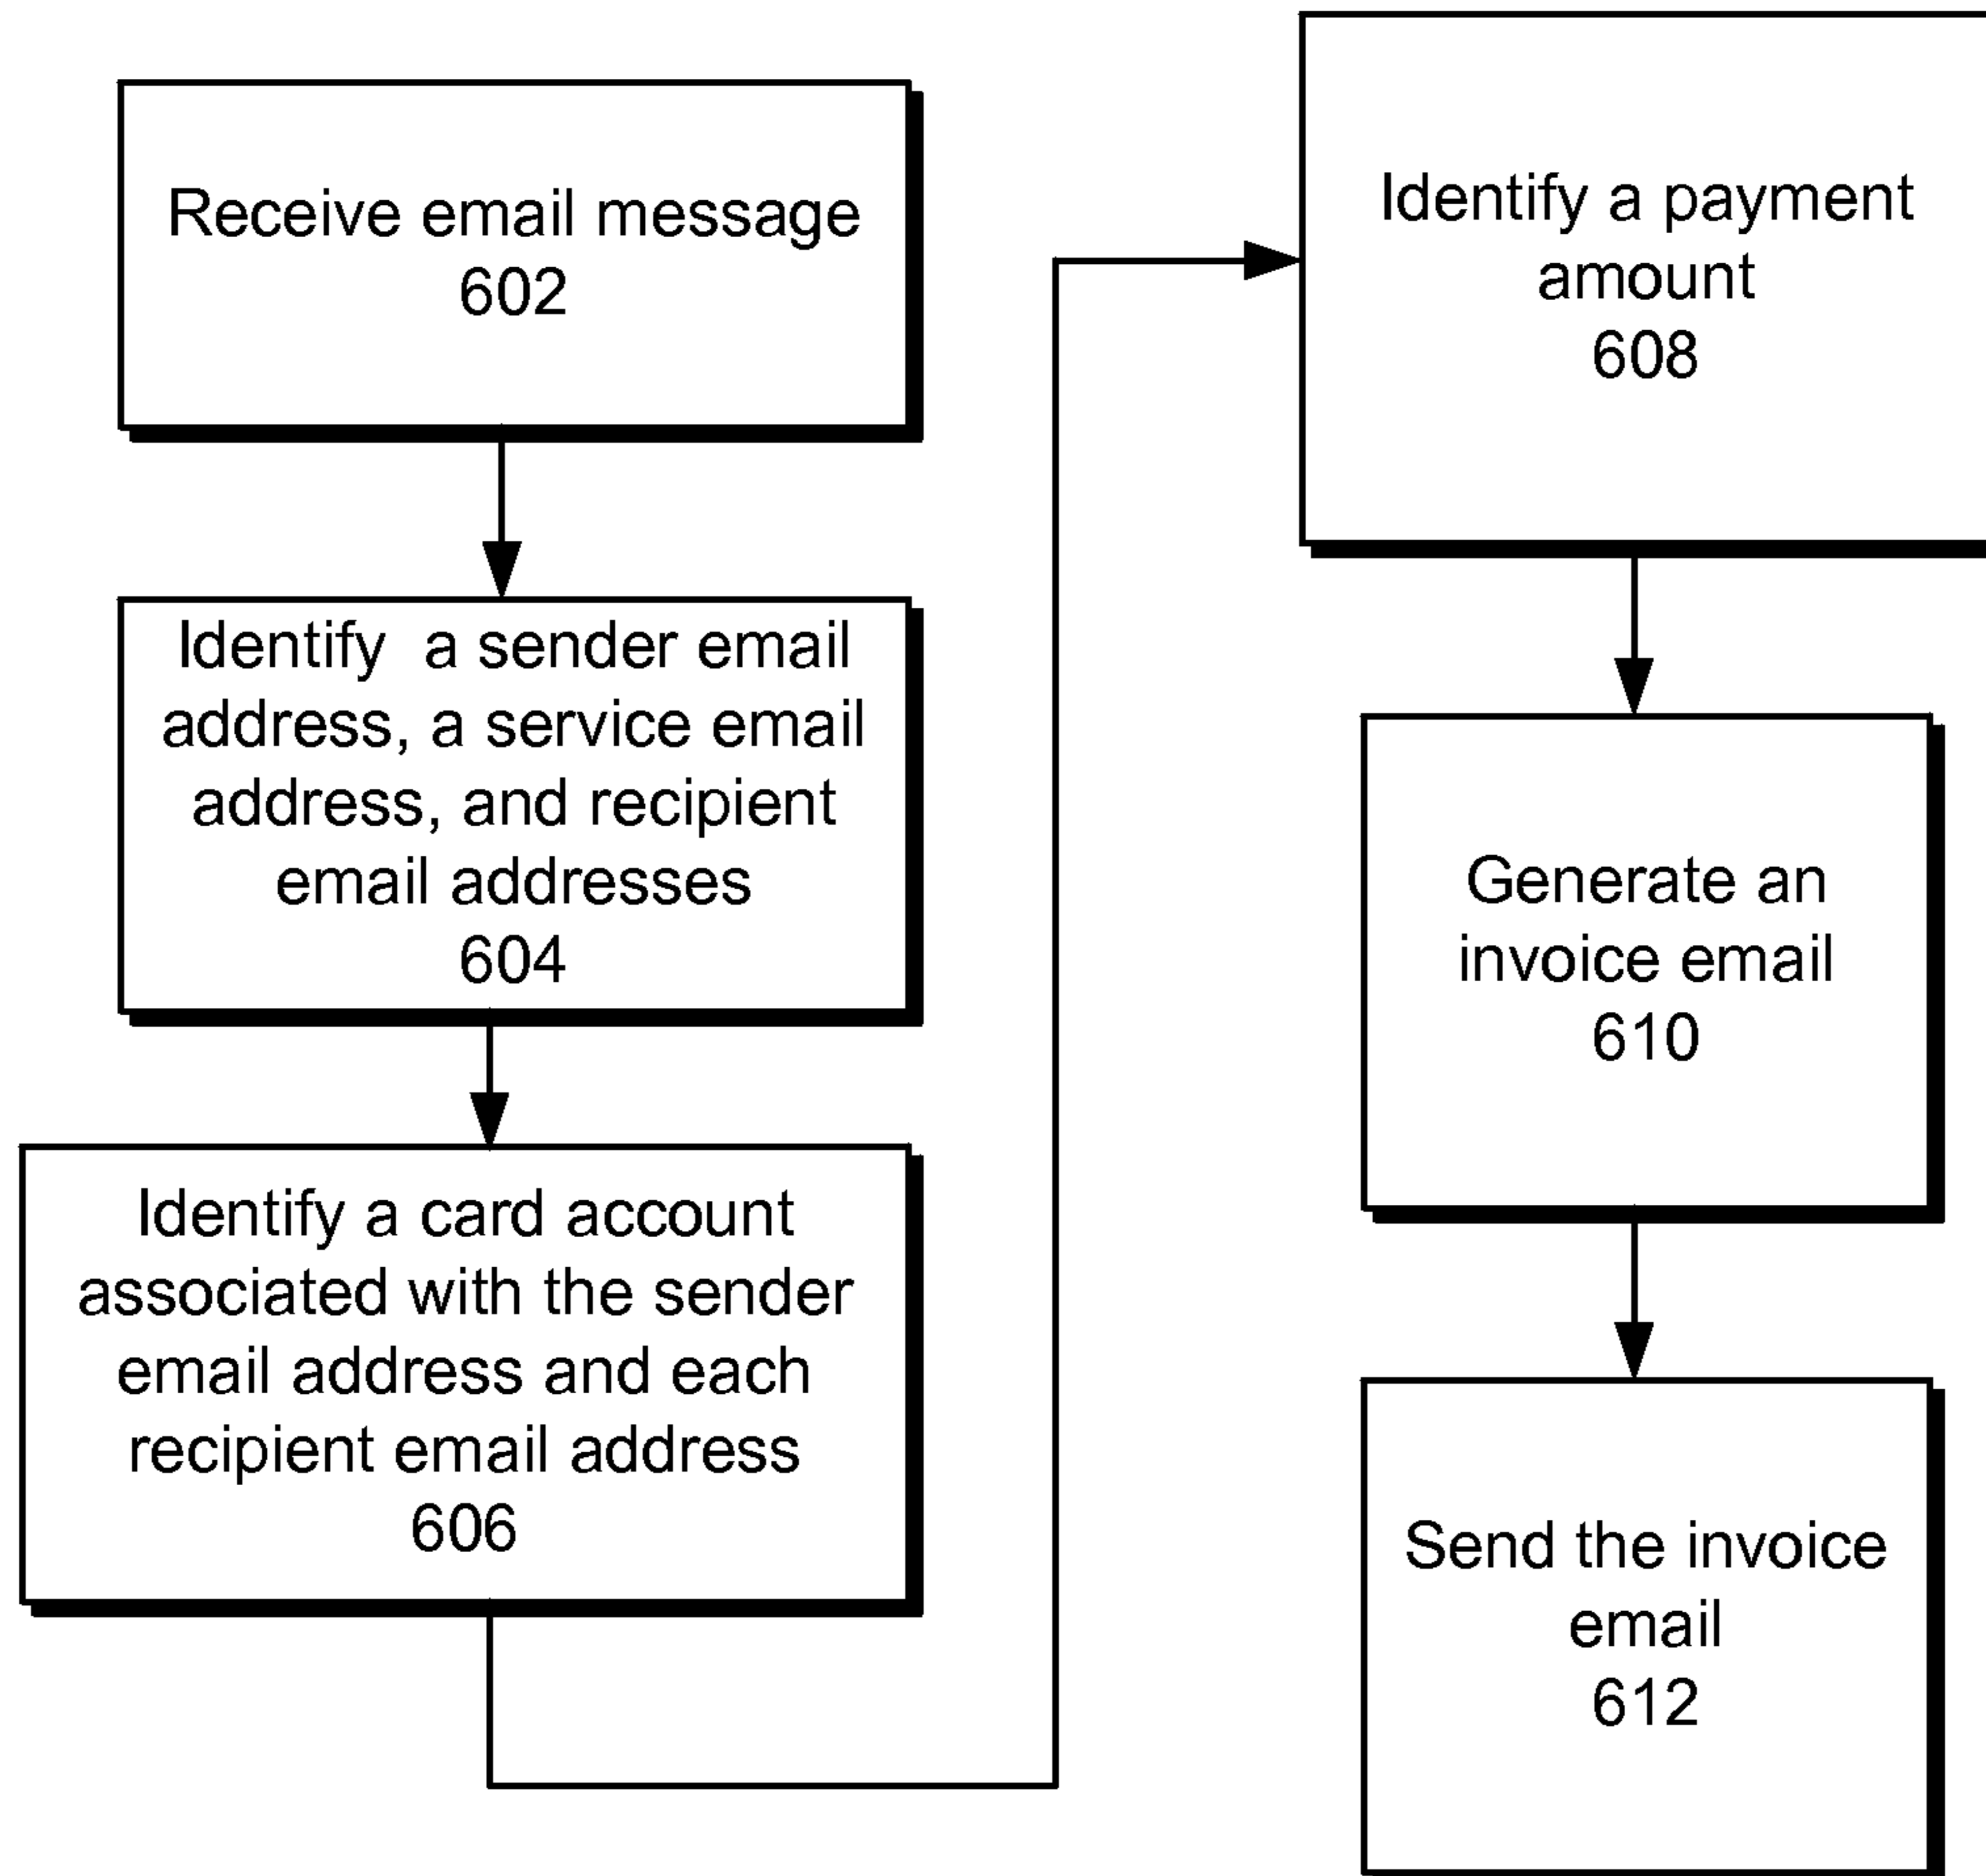 Receive email message
602
Identify a sender email
address, a service email
address, and recipient
email addresses
604
Identify a card account
associated with the sender
email address and each
recipient email address
606
Identify a payment
amount
608
Generate an
invoice email
610
Send the invoice
email
612